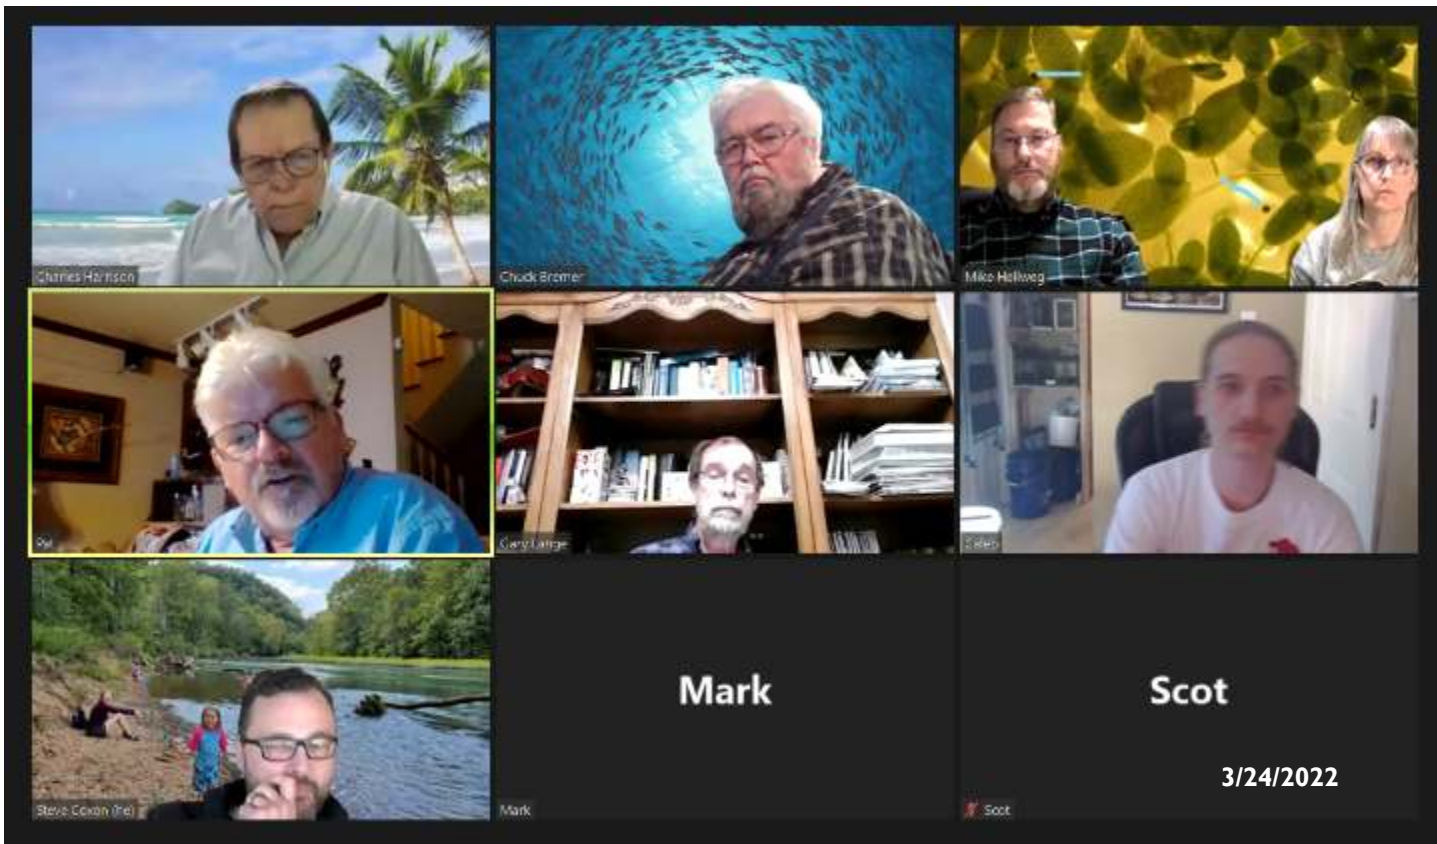 Charles Harrison
Chuck Bremer
Mike Hellweg
Pat
Gary Lange
Caleb
Steve Coxon (he)
Mark
Mark
Scot
3/24/2022
Scot